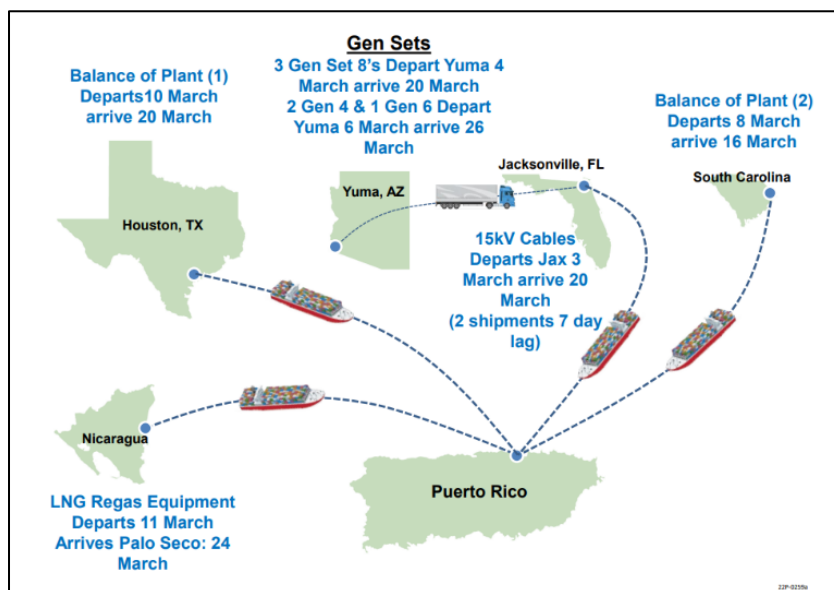 Gen Sets
3 Gen Set 8's Depart Yuma 4
March arrive 20 March
2 Gen 4 & 1 Gen 6 Depart
Yuma 6 March arrive 26
March
Balance of Plant (1)
Departs10 March
arrive 20 March
Balance of Plant (2)
Departs 8 March
arrive 16 March
Houston, TX
Yuma, AZ
Jacksonville, FL
South Carolina
15kV Cables
Departs Jax 3
March arrive 20
March
(2 shipments 7 day
lag)
Nicaragua
Puerto Rico
LNG Regas Equipment
Departs 11 March
Arrives Palo Seco: 24
March
22P-0259a